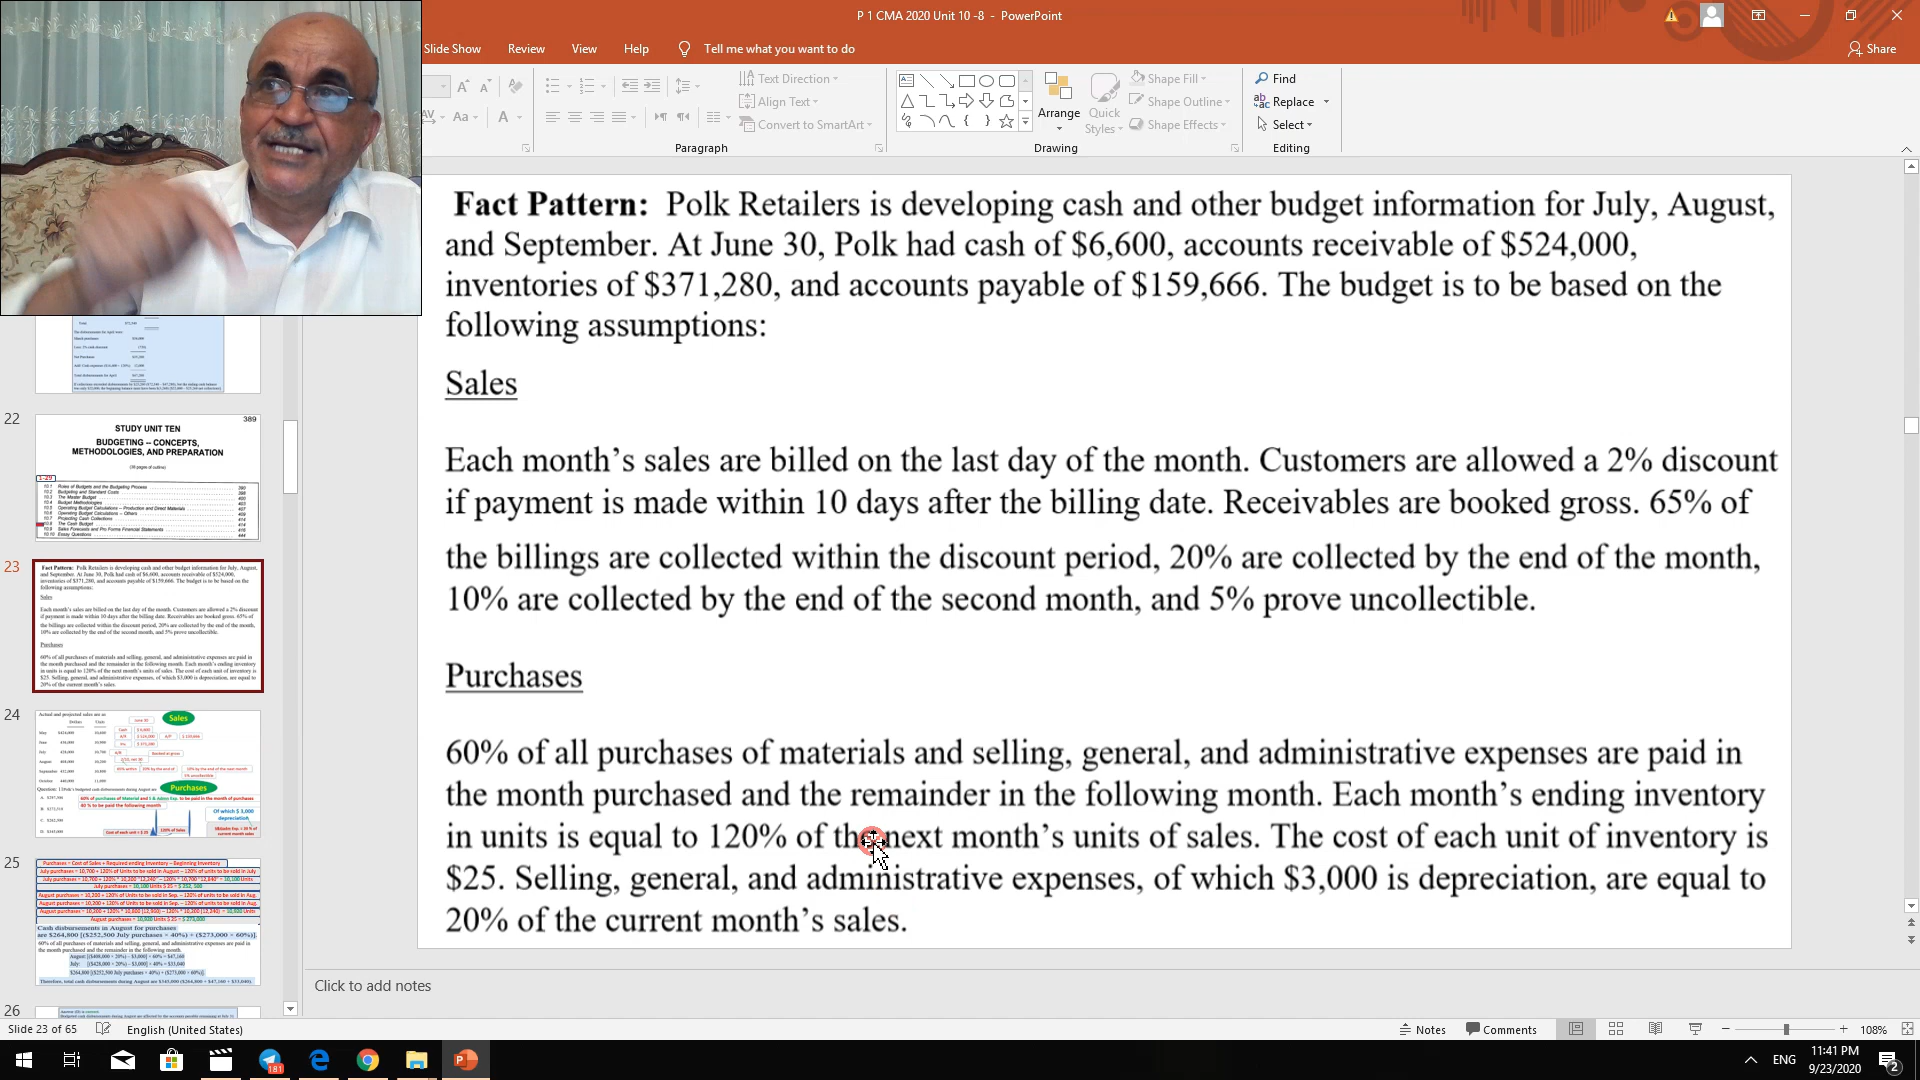 P 1 CMA 2020 Unit 10 -8 - PowerPoint
Slide Show Review View Help Tell me what you want to do Share
Text Direction
Align Text
Convert to SmartArt
Arrange
Quick Styles
Shape Fill
Shape Outline
Shape Effects
Find
Replace
Select
Paragraph Drawing Editing
Fact Pattern: Polk Retailers is developing cash and other budget information for July, August,
and September. At June 30, Polk had cash of $6,600, accounts receivable of $524,000,
inventories of $371,280, and accounts payable of $159,666. The budget is to be based on the
following assumptions:
Sales
Each month's sales are billed on the last day of the month. Customers are allowed a 2% discount
if payment is made within 10 days after the billing date. Receivables are booked gross. 65% of
the billings are collected within the discount period, 20% are collected by the end of the month,
10% are collected by the end of the second month, and 5% prove uncollectible.
Purchases
60% of all purchases of materials and selling, general, and administrative expenses are paid in
the month purchased and the remainder in the following month. Each month's ending inventory
in units is equal to 120% of the next month's units of sales. The cost of each unit of inventory is
$25. Selling, general, and administrative expenses, of which $3,000 is depreciation, are equal to
20% of the current month's sales.
22
389
STUDY UNIT TEN
BUDGETING -- CONCEPTS,
METHODOLOGIES, AND PREPARATION
23
24
Sales
Purchases
25
26
Click to add notes
Slide 23 of 65 English (United States) Notes Comments 108%
181
ENG
11:41 PM
9/23/2020
2